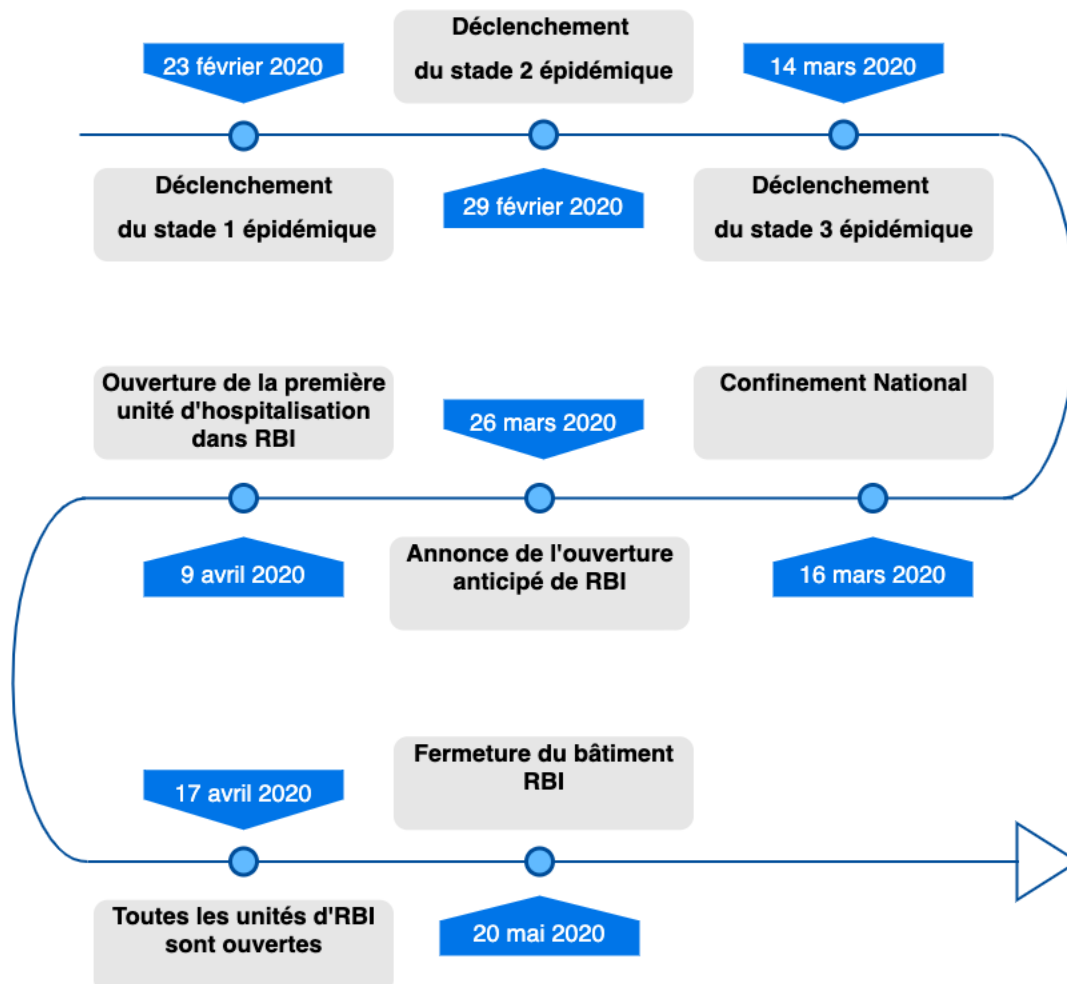 23 février 2020
Déclenchement
du stade 1 épidémique
Déclenchement
du stade 2 épidémique
29 février 2020
14 mars 2020
Déclenchement
du stade 3 épidémique
Confinement National
16 mars 2020
26 mars 2020
Annonce de l'ouverture
anticipé de RBI
Ouverture de la première
unité d'hospitalisation
dans RBI
9 avril 2020
17 avril 2020
Toutes les unités d'RBI
sont ouvertes
Fermeture du bâtiment
RBI
20 mai 2020